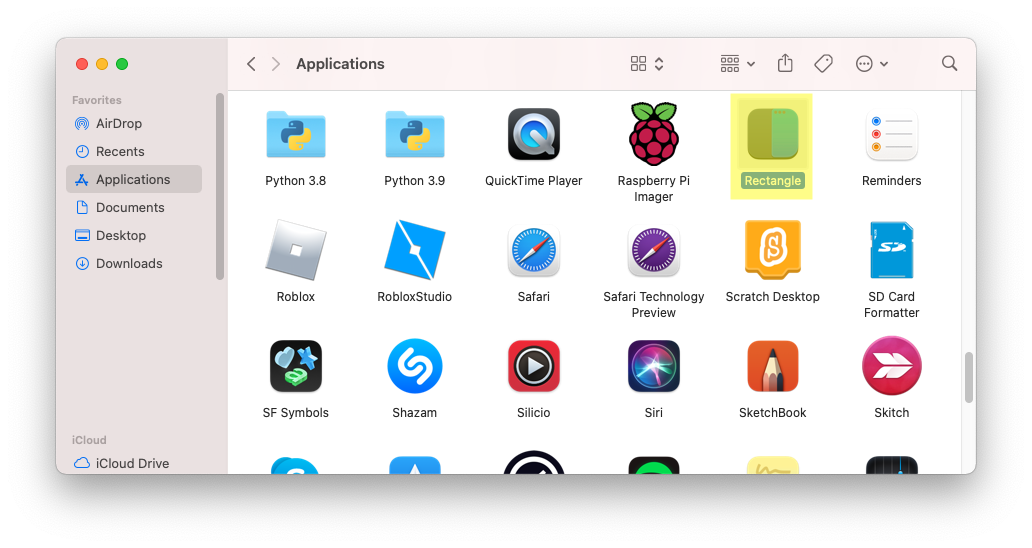 Applications
Favorites
AirDrop
Recents
Applications
Documents
Desktop
Downloads
iCloud
iCloud Drive
Python 3.8
Python 3.9
QuickTime Player
Raspberry Pi
Imager
Rectangle
Reminders
Roblox
RobloxStudio
Safari
Safari Technology
Preview
Scratch Desktop
SD Card
Formatter
SF Symbols
Shazam
Silicio
Siri
SketchBook
Skitch